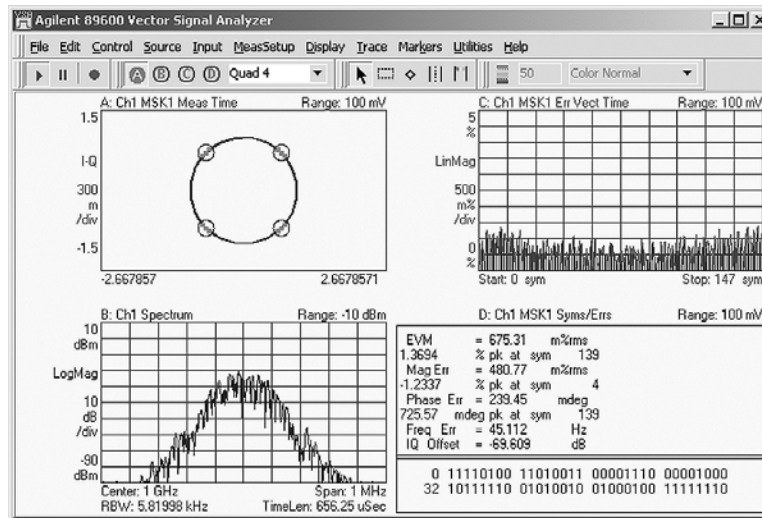 Agilent 89600 Vector Signal Analyzer
File Edit Control Source Input MeasSetup Display Trace Markers Utilities Help
A B C D Quad 4 50 Color Normal
A: Ch1 MSK1 Meas Time Range: 100 mV
1.5
I-Q
300
m
/div
-1.5
-2.667857 2.6678571
C: Ch1 MSK1 Err Vect Time Range: 100 mV
5
%
LinMag
500
m%
/div
0
%
Start: 0 sym Stop: 147 sym
B: Ch1 Spectrum Range: -10 dBm
10
dBm
LogMag
10
dB
/div
-90
dBm
Center: 1 GHz Span: 1 MHz
RBW: 5.81998 kHz TimeLen: 656.25 uSec
D: Ch1 MSK1 Syms/Errs Range: 100 mV
EVM = 675.31 m%rms
1.3694 % pk at sym 139
Mag Err = 480.77 m%rms
-1.2337 % pk at sym 4
Phase Err = 239.45 mdeg
725.57 mdeg pk at sym 139
Freq Err = 45.112 Hz
IQ Offset = -69.609 dB
0 11110100 11010011 00001110 00001000
32 10111110 01010010 01000100 11111110